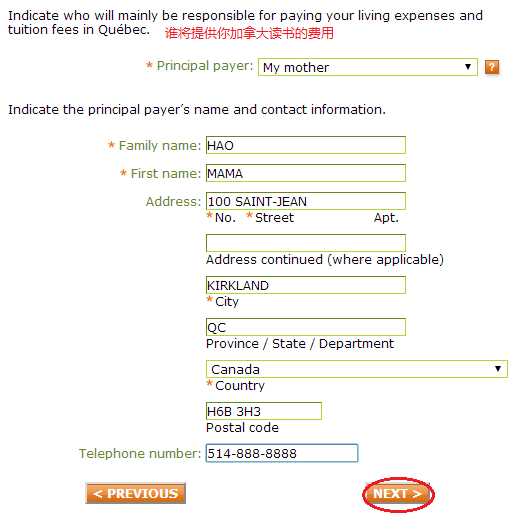 Indicate who will mainly be responsible for paying your living expenses and
tuition fees in Québec. 谁将提供你加拿大读书的费用
* Principal payer: My mother ?
Indicate the principal payer´s name and contact information.
* Family name: HAO
* First name: MAMA
Address: 100 SAINT-JEAN
* No. * Street Apt.
Address continued (where applicable)
KIRKLAND
* City
QC
Province / State / Department
Canada
* Country
H6B 3H3
Postal code
Telephone number: 514-888-8888
< PREVIOUS NEXT >